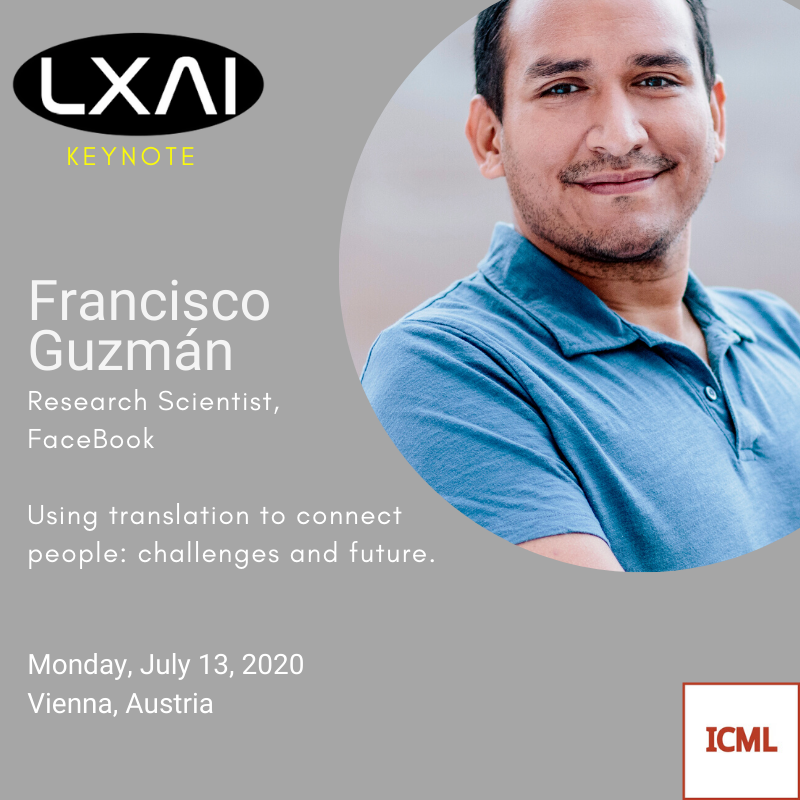 LXAI
KEYNOTE
Francisco
Guzmán
Research Scientist,
FaceBook
Using translation to connect
people: challenges and future.
Monday, July 13, 2020
Vienna, Austria
ICML